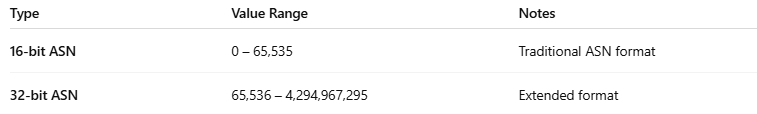 Type Value Range Notes
16-bit ASN 0 – 65,535 Traditional ASN format
32-bit ASN 65,536 – 4,294,967,295 Extended format